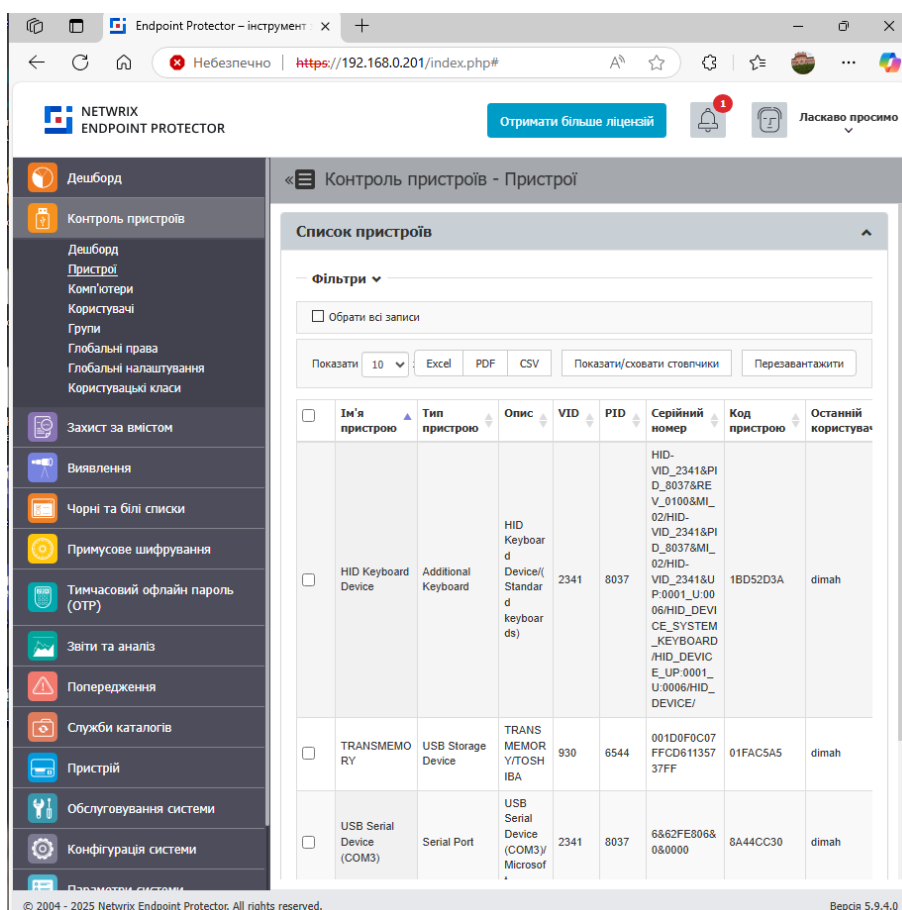 Endpoint Protector – інструмент
Небезпечно
https://192.168.0.201/index.php#
NETWRIX
ENDPOINT PROTECTOR
Отримати більше ліцензій
1
Ласкаво просимо
Дешборд
Контроль пристроїв
Дешборд
Пристрої
Комп'ютери
Користувачі
Групи
Глобальні права
Глобальні налаштування
Користувацькі класи
Захист за вмістом
Виявлення
Чорні та білі списки
Примусове шифрування
Тимчасовий офлайн пароль
(OTP)
Звіти та аналіз
Попередження
Служби каталогів
Пристрій
Обслуговування системи
Конфігурація системи
Параметри системи
« Контроль пристроїв - Пристрої
Список пристроїв
Фільтри
Обрати всі записи
Показати 10 Excel PDF CSV Показати/сховати стовпчики Перезавантажити
Ім'я
пристрою
Тип
пристрою
Опис
VID
PID
Серійний
номер
Код
пристрою
Останній
користувач
HID Keyboard
Device
Additional
Keyboard
HID
Keyboar
d
Device/(
Standar
d
keyboar
ds)
2341
8037
HID-
VID_2341&PI
D_8037&RE
V_0100&MI_
02/HID-
VID_2341&PI
D_8037&MI_
02/HID-
VID_2341&U
P:0001_U:00
06/HID_DEVI
CE_SYSTEM
_KEYBOARD
/HID_DEVIC
E_UP:0001_
U:0006/HID_
DEVICE/
1BD52D3A
dimah
TRANSMEMO
RY
USB Storage
Device
TRANS
MEMOR
Y/TOSH
IBA
930
6544
001D0F0C07
FFCD611357
37FF
01FAC5A5
dimah
USB Serial
Device
(COM3)
Serial Port
USB
Serial
Device
(COM3)/
Microsof
2341
8037
6&62FE806&
0&0000
8A44CC30
dimah
© 2004 - 2025 Netwrix Endpoint Protector. All rights reserved.
Версія 5.9.4.0